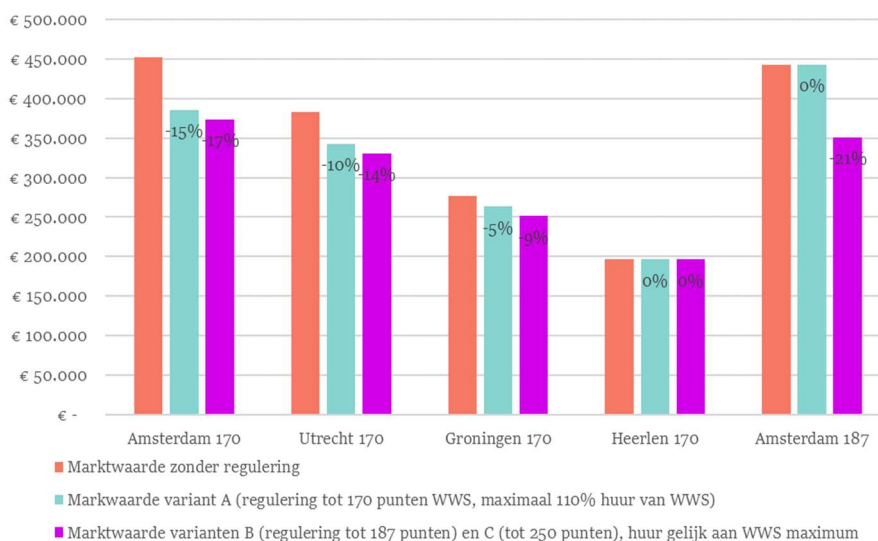 € 500.000
€ 450.000
€ 400.000
€ 350.000
€ 300.000
€ 250.000
€ 200.000
€ 150.000
€ 100.000
€ 50.000
€ -
-15%
-17%
-10%
-14%
-5%
-9%
0%
0%
0%
-21%
Amsterdam 170
Utrecht 170
Groningen 170
Heerlen 170
Amsterdam 187
Marktwaarde zonder regulering
Markwaarde variant A (regulering tot 170 punten WWS, maximaal 110% huur van WWS)
Marktwaarde varianten B (regulering tot 187 punten) en C (tot 250 punten), huur gelijk aan WWS maximum